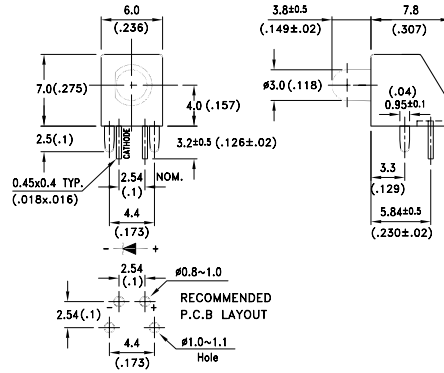 6.0
(.236)
3.8±0.5
(.149±.02)
7.8
(.307)
7.0(.275)
4.0 (.157)
ø3.0 (.118)
(.04)
0.95±0.1
2.5(.1)
CATHODE
3.2±0.5 (.126±.02)
0.45x0.4 TYP.
(.018x.016)
2.54
(.1)
NOM.
3.3
(.129)
4.4
(.173)
5.84±0.5
(.230±.02)
- +
2.54
(.1)
ø0.8~1.0
- +
RECOMMENDED
P.C.B LAYOUT
2.54(.1)
ø1.0~1.1
Hole
4.4
(.173)